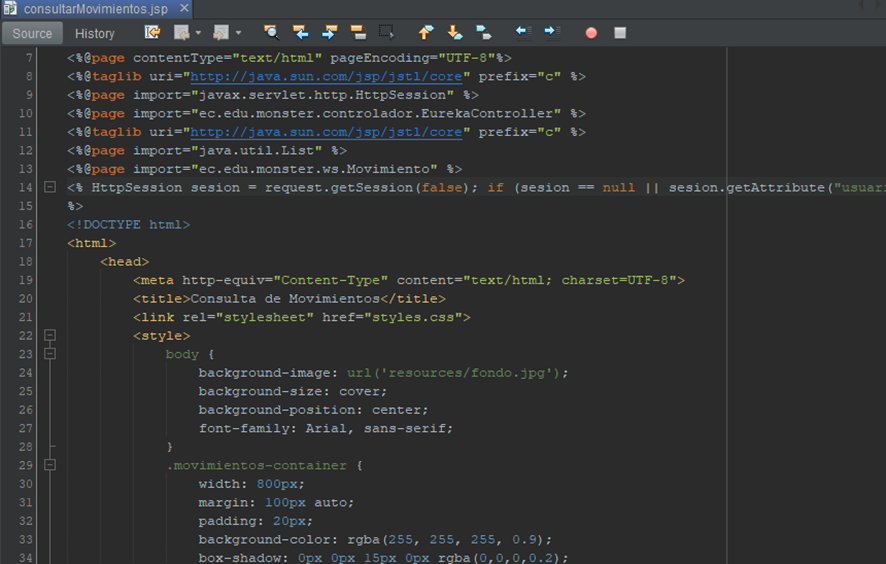 consultarMovimientos.jsp
Source History
7 <%@page contentType="text/html" pageEncoding="UTF-8"%>
8 <%@taglib uri="http://java.sun.com/jsp/jstl/core" prefix="c" %>
9 <%@page import="javax.servlet.http.HttpSession" %>
10 <%@page import="ec.edu.monster.controlador.EurekaController" %>
11 <%@taglib uri="http://java.sun.com/jsp/jstl/core" prefix="c" %>
12 <%@page import="java.util.List" %>
13 <%@page import="ec.edu.monster.ws.Movimiento" %>
14 <% HttpSession sesion = request.getSession(false); if (sesion == null || sesion.getAttribute("usuari
15 %>
16 <!DOCTYPE html>
17 <html>
18 <head>
19 <meta http-equiv="Content-Type" content="text/html; charset=UTF-8">
20 <title>Consulta de Movimientos</title>
21 <link rel="stylesheet" href="styles.css">
22 <style>
23 body {
24 background-image: url('resources/fondo.jpg');
25 background-size: cover;
26 background-position: center;
27 font-family: Arial, sans-serif;
28 }
29 .movimientos-container {
30 width: 800px;
31 margin: 100px auto;
32 padding: 20px;
33 background-color: rgba(255, 255, 255, 0.9);
34 box-shadow: 0px 0px 15px 0px rgba(0,0,0,0.2);